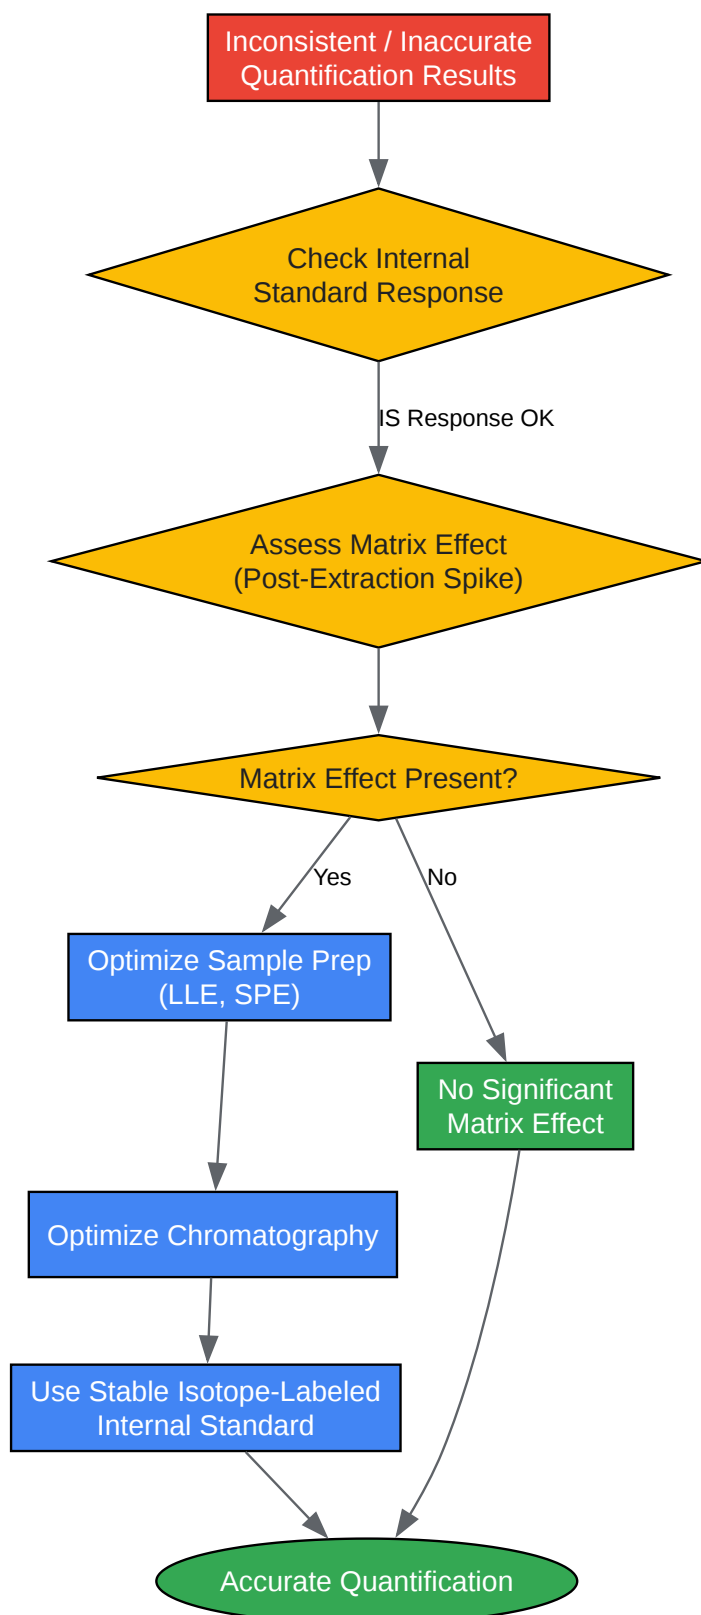 Inconsistent / Inaccurate
Quantification Results
Check Internal
Standard Response
IS Response OK
Assess Matrix Effect
(Post-Extraction Spike)
Matrix Effect Present?
Yes
No
Optimize Sample Prep
(LLE, SPE)
No Significant
Matrix Effect
Optimize Chromatography
Use Stable Isotope-Labeled
Internal Standard
Accurate Quantification